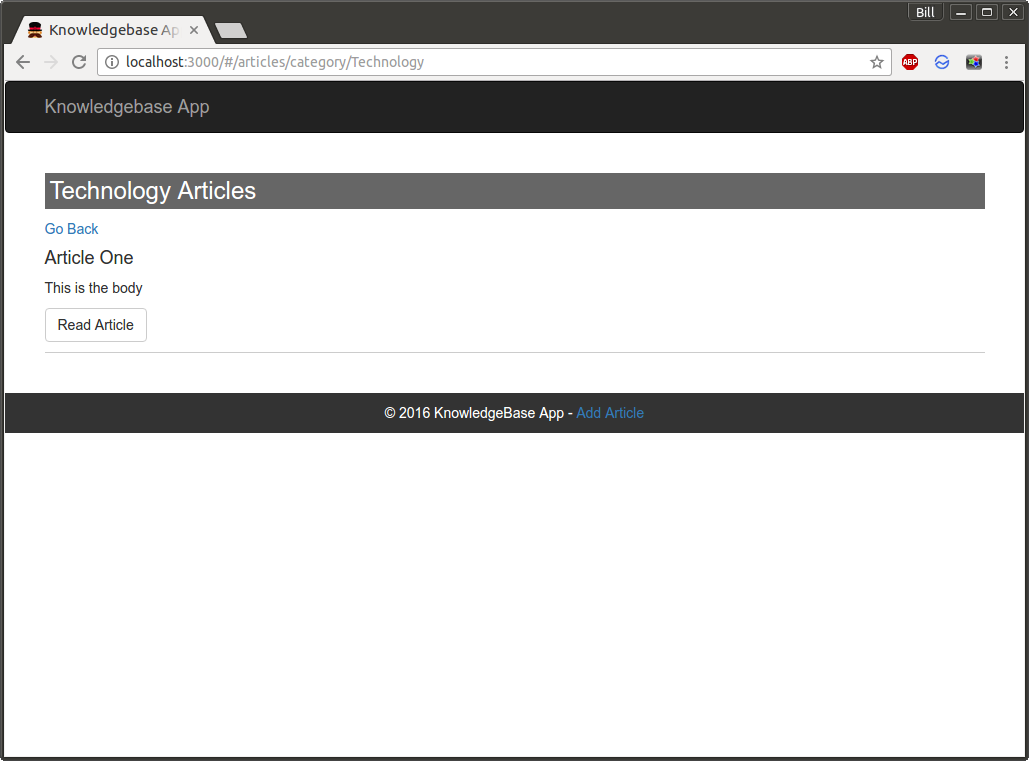 Bill
Knowledgebase Ap
localhost:3000/#/articles/category/Technology
ABP
Knowledgebase App
Technology Articles
Go Back
Article One
This is the body
Read Article
© 2016 KnowledgeBase App - Add Article